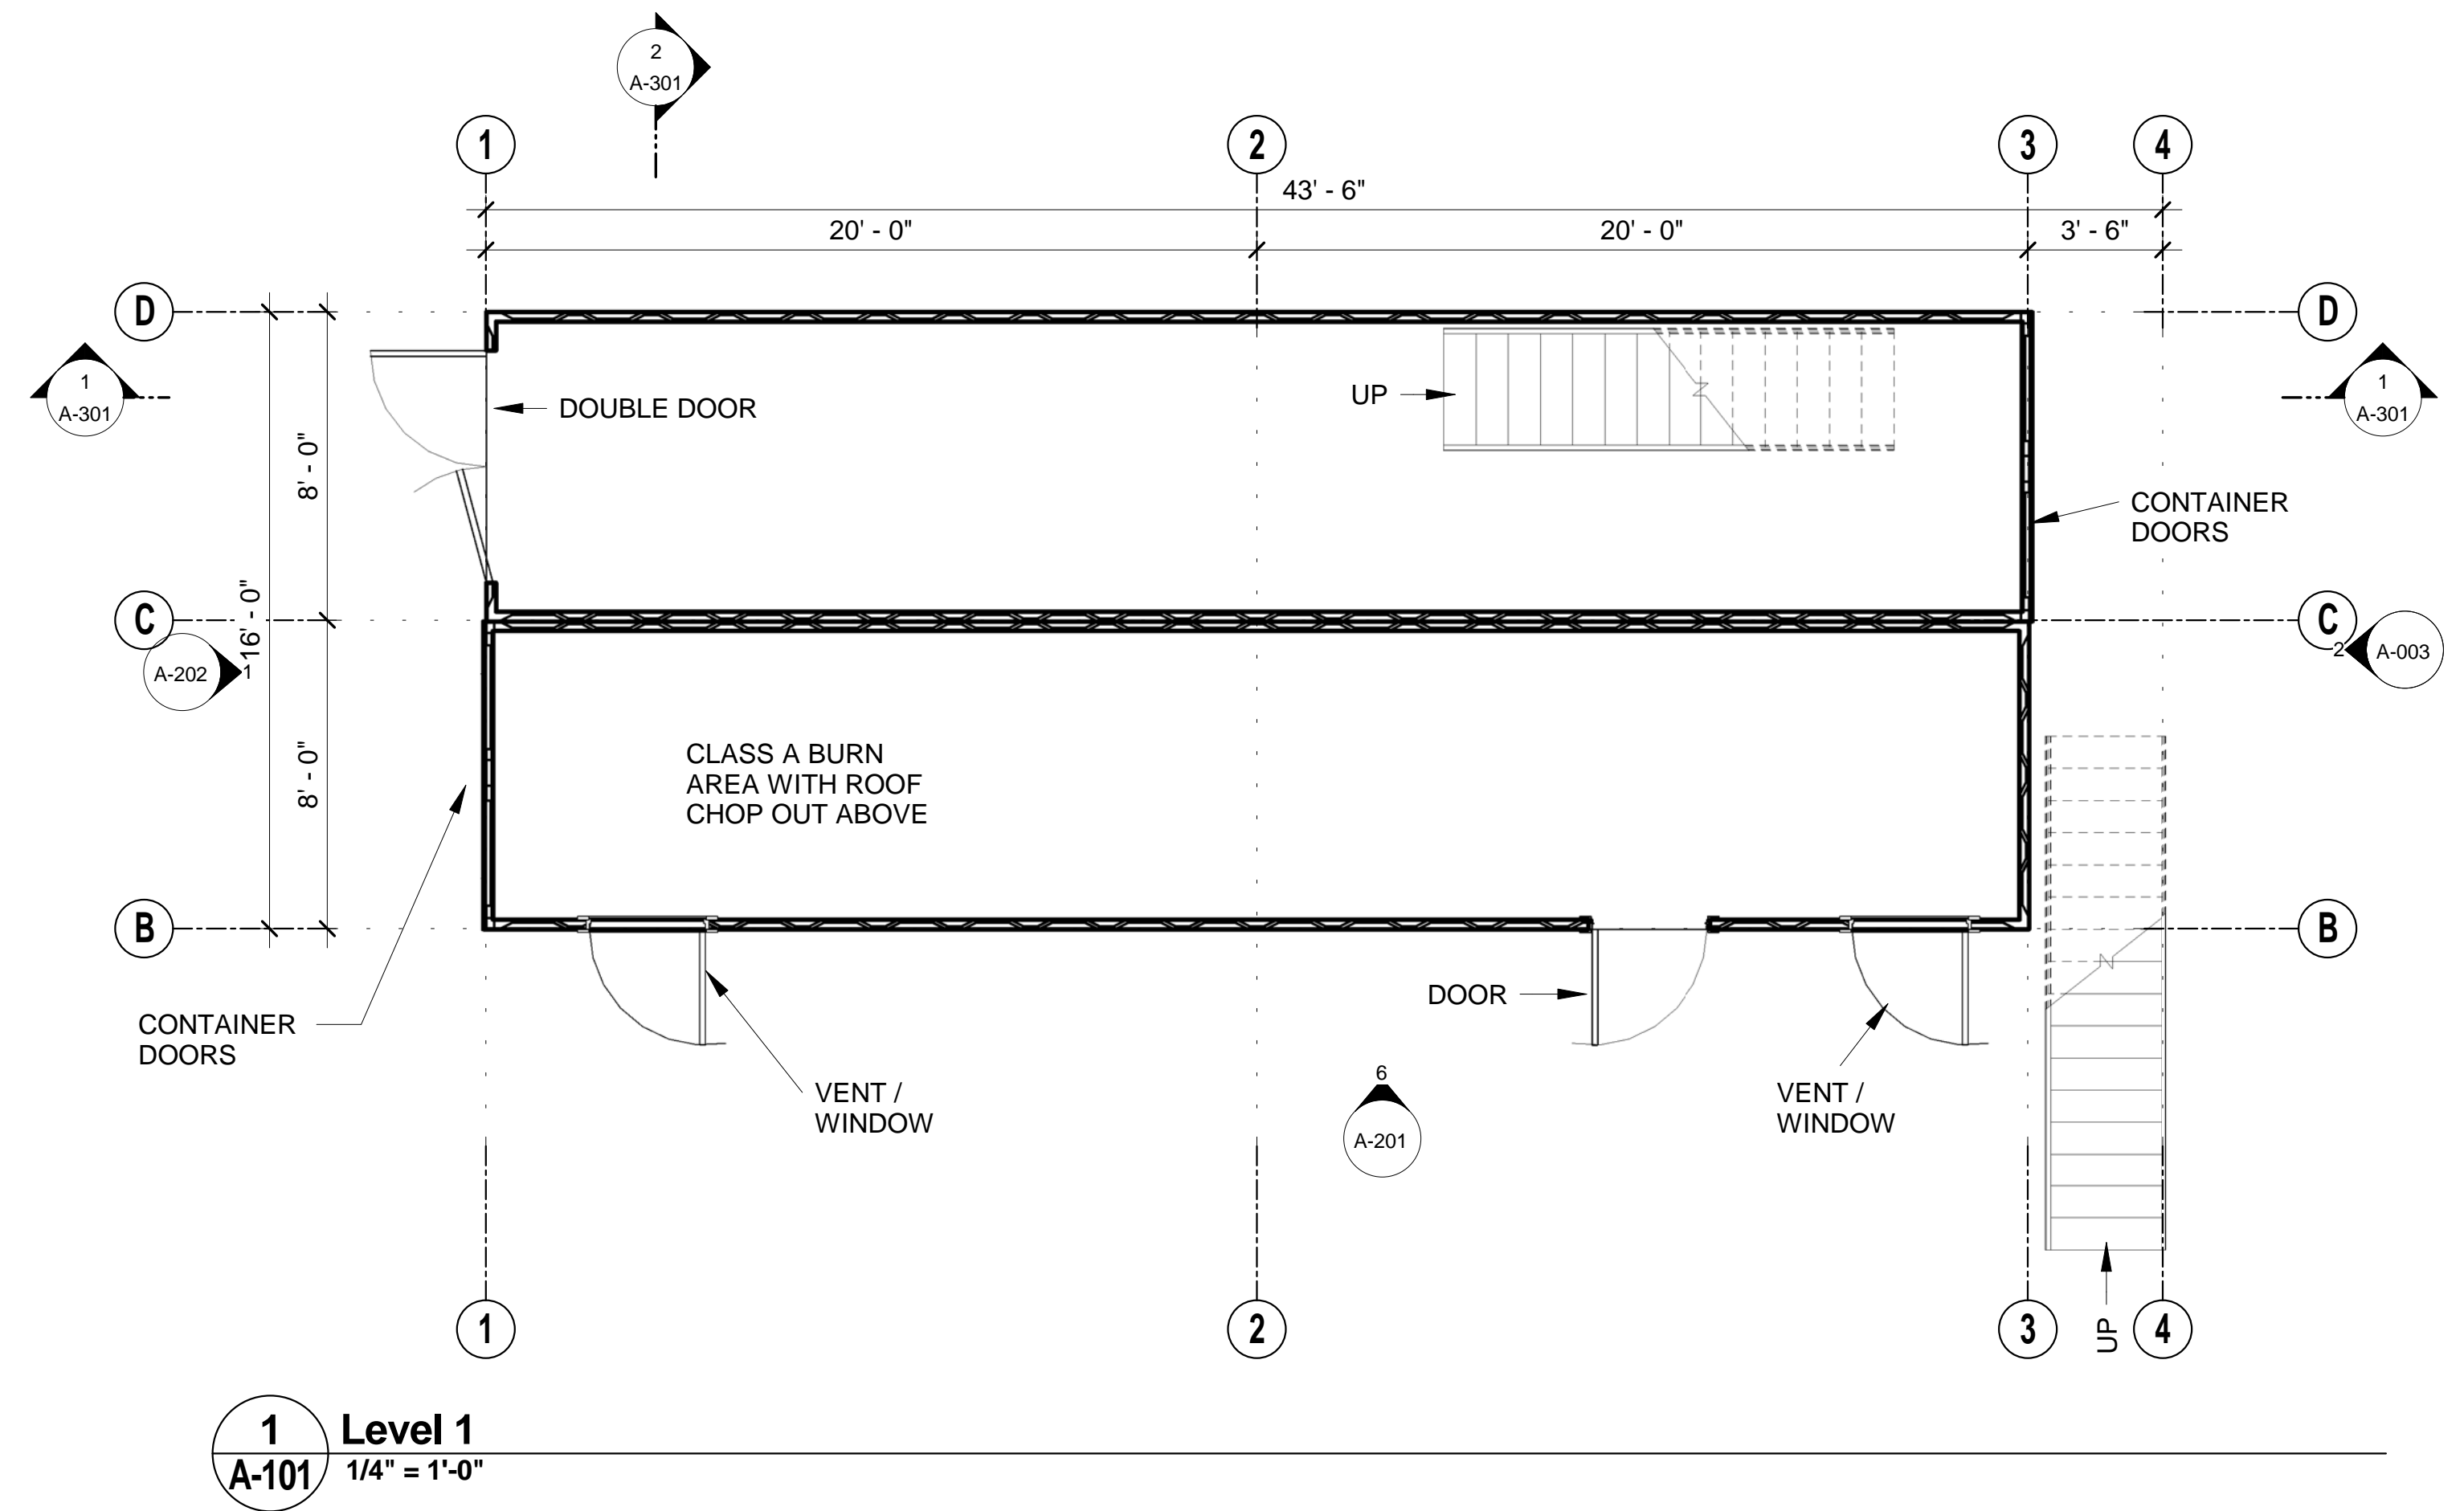 2
A-301
1
2
3
4
43' - 6"
20' - 0"
20' - 0"
3' - 6"
D
D
1
A-301
1
A-301
DOUBLE DOOR
UP
8' - 0"
CONTAINER
DOORS
C
C
16' - 0"
A-202
1
2
A-003
8' - 0"
CLASS A BURN
AREA WITH ROOF
CHOP OUT ABOVE
B
B
DOOR
CONTAINER
DOORS
VENT /
WINDOW
6
A-201
VENT /
WINDOW
UP
1
2
3
4
1
A-101
Level 1
1/4" = 1'-0"